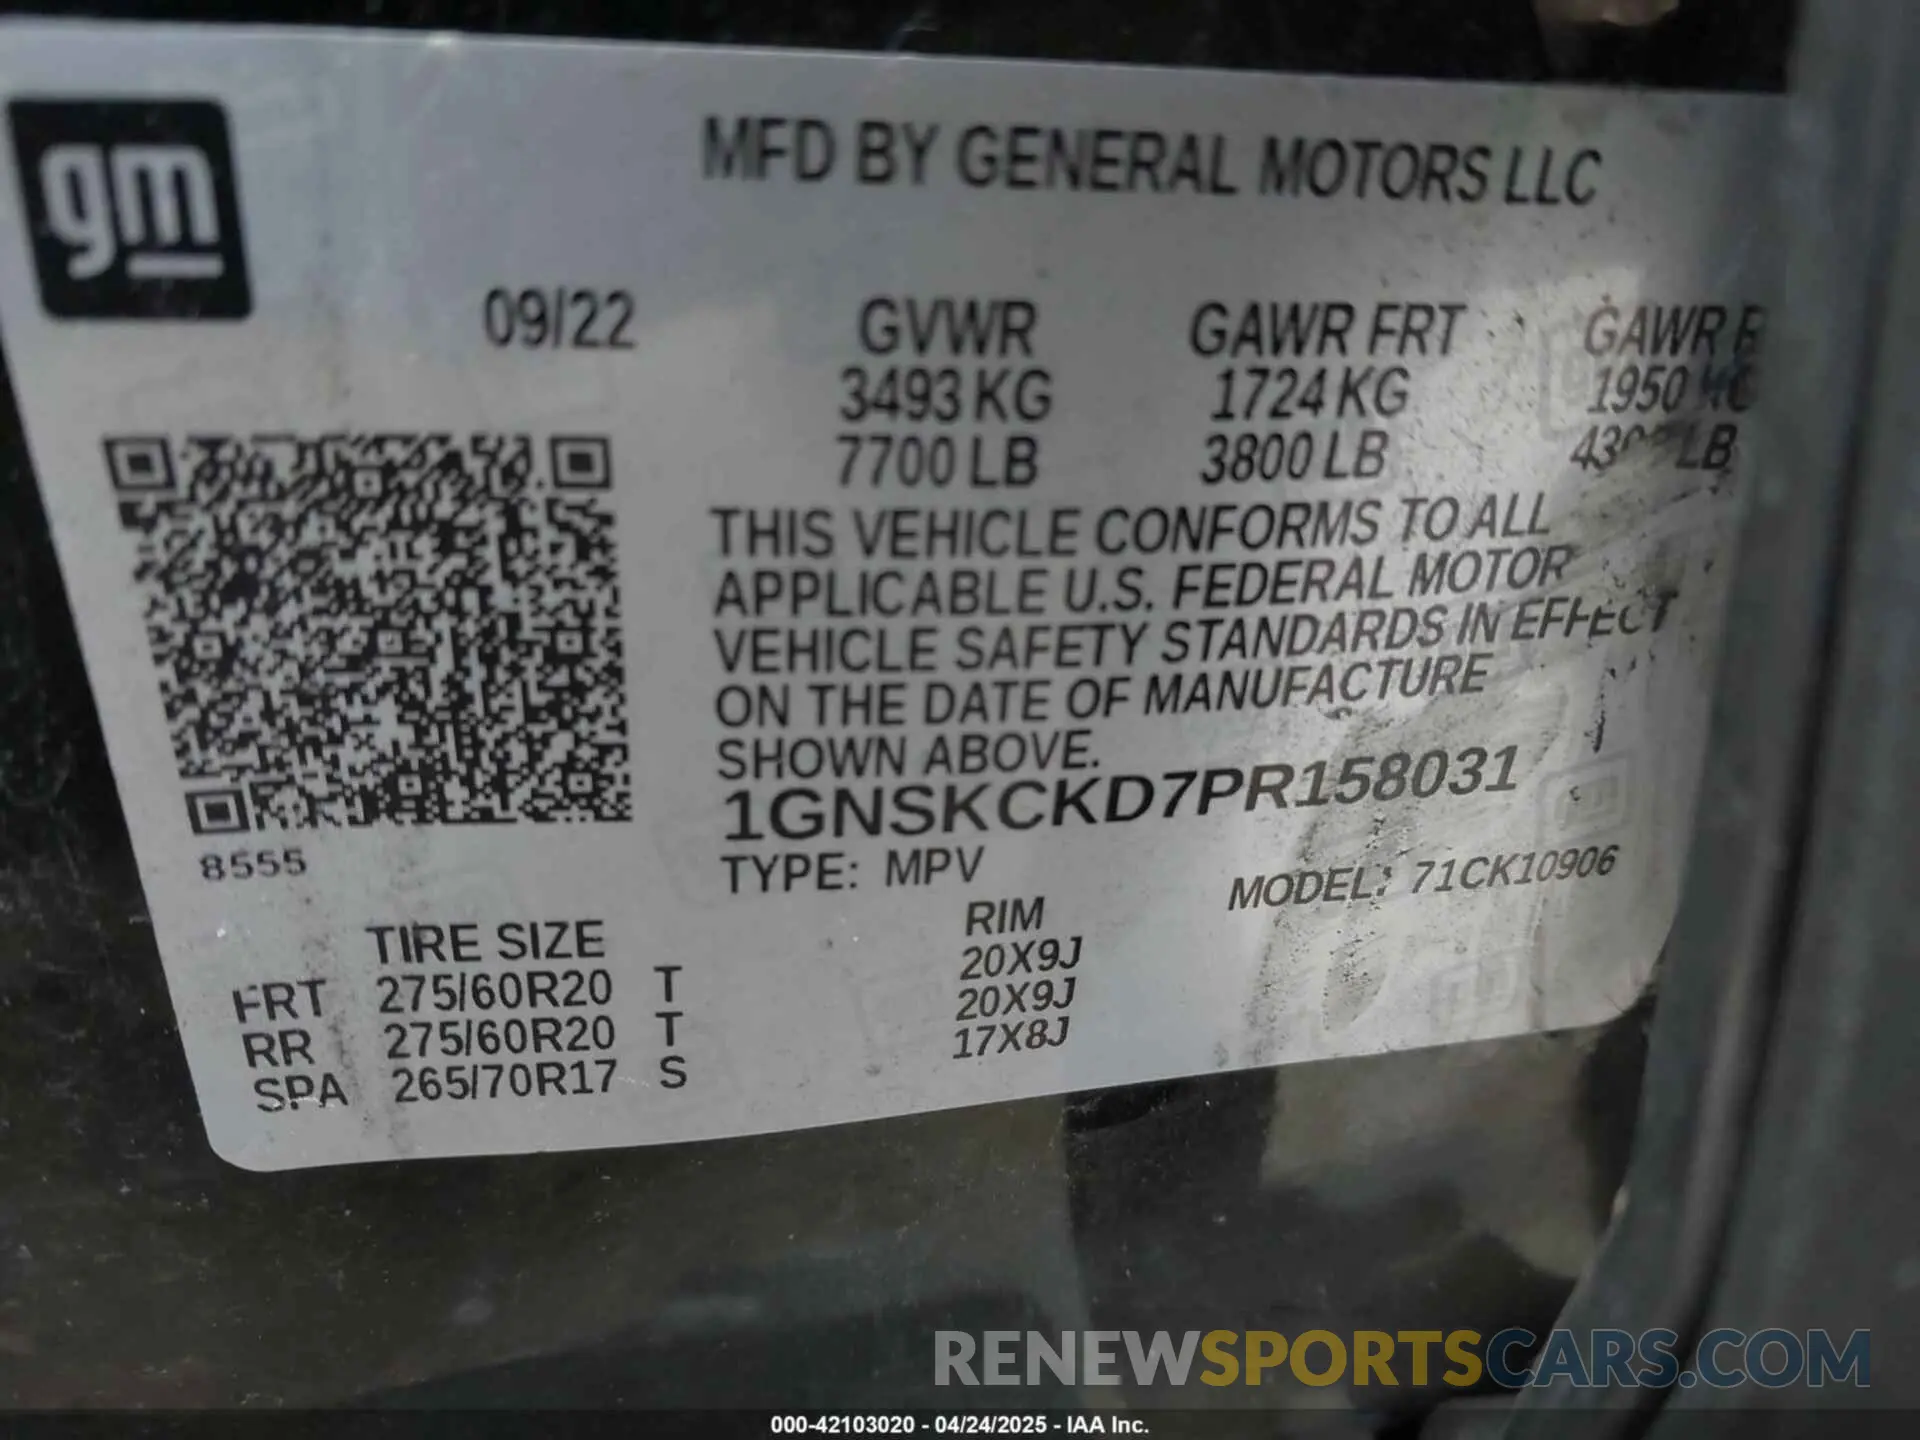 gm
MFD BY GENERAL MOTORS LLC
09/22 GVWR GAWR FRT GAWR
3493 KG 1724 KG 1950
7700 LB 3800 LB LB
THIS VEHICLE CONFORMS TO ALL
APPLICABLE U.S. FEDERAL MOTOR
VEHICLE SAFETY STANDARDS IN EFFECT
ON THE DATE OF MANUFACTURE
SHOWN ABOVE.
1GNSKCKD7PR158031
8555
TYPE: MPV MODEL: 71CK10906
TIRE SIZE RIM
FRT 275/60R20 T 20X9J
RR 275/60R20 T 20X9J
SPA 265/70R17 S 17X8J
RENEWSPORTSCARS.COM
000-42103020 - 04/24/2025 - IAA Inc.